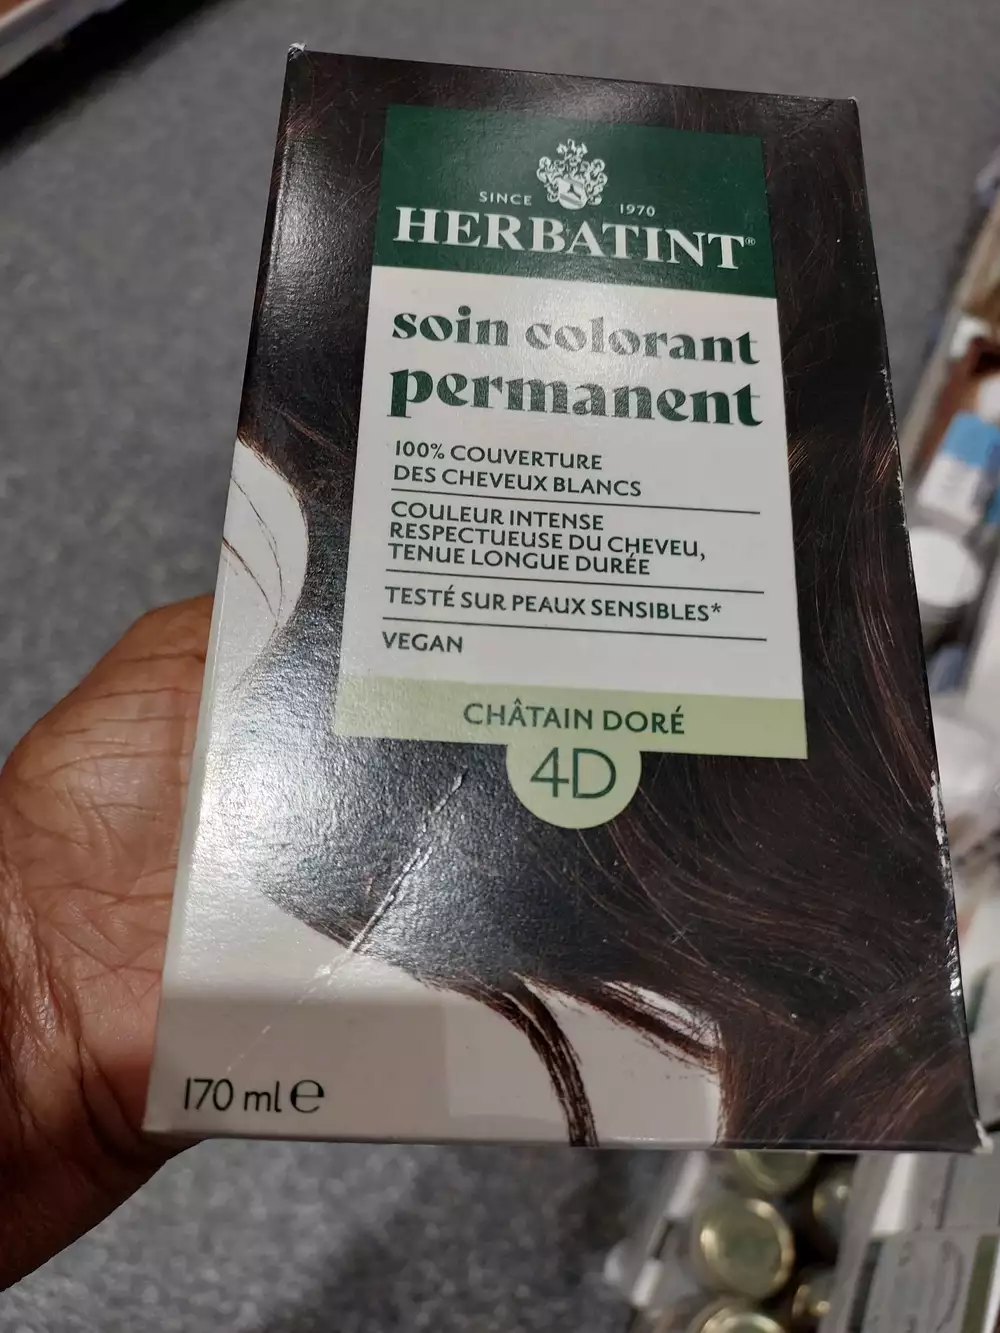 SINCE 1970
HERBATINT®
soin colorant
permanent
100% COUVERTURE
DES CHEVEUX BLANCS
COULEUR INTENSE
RESPECTUEUSE DU CHEVEU,
TENUE LONGUE DURÉE
TESTÉ SUR PEAUX SENSIBLES*
VEGAN
CHÂTAIN DORÉ
4D
170 ml e